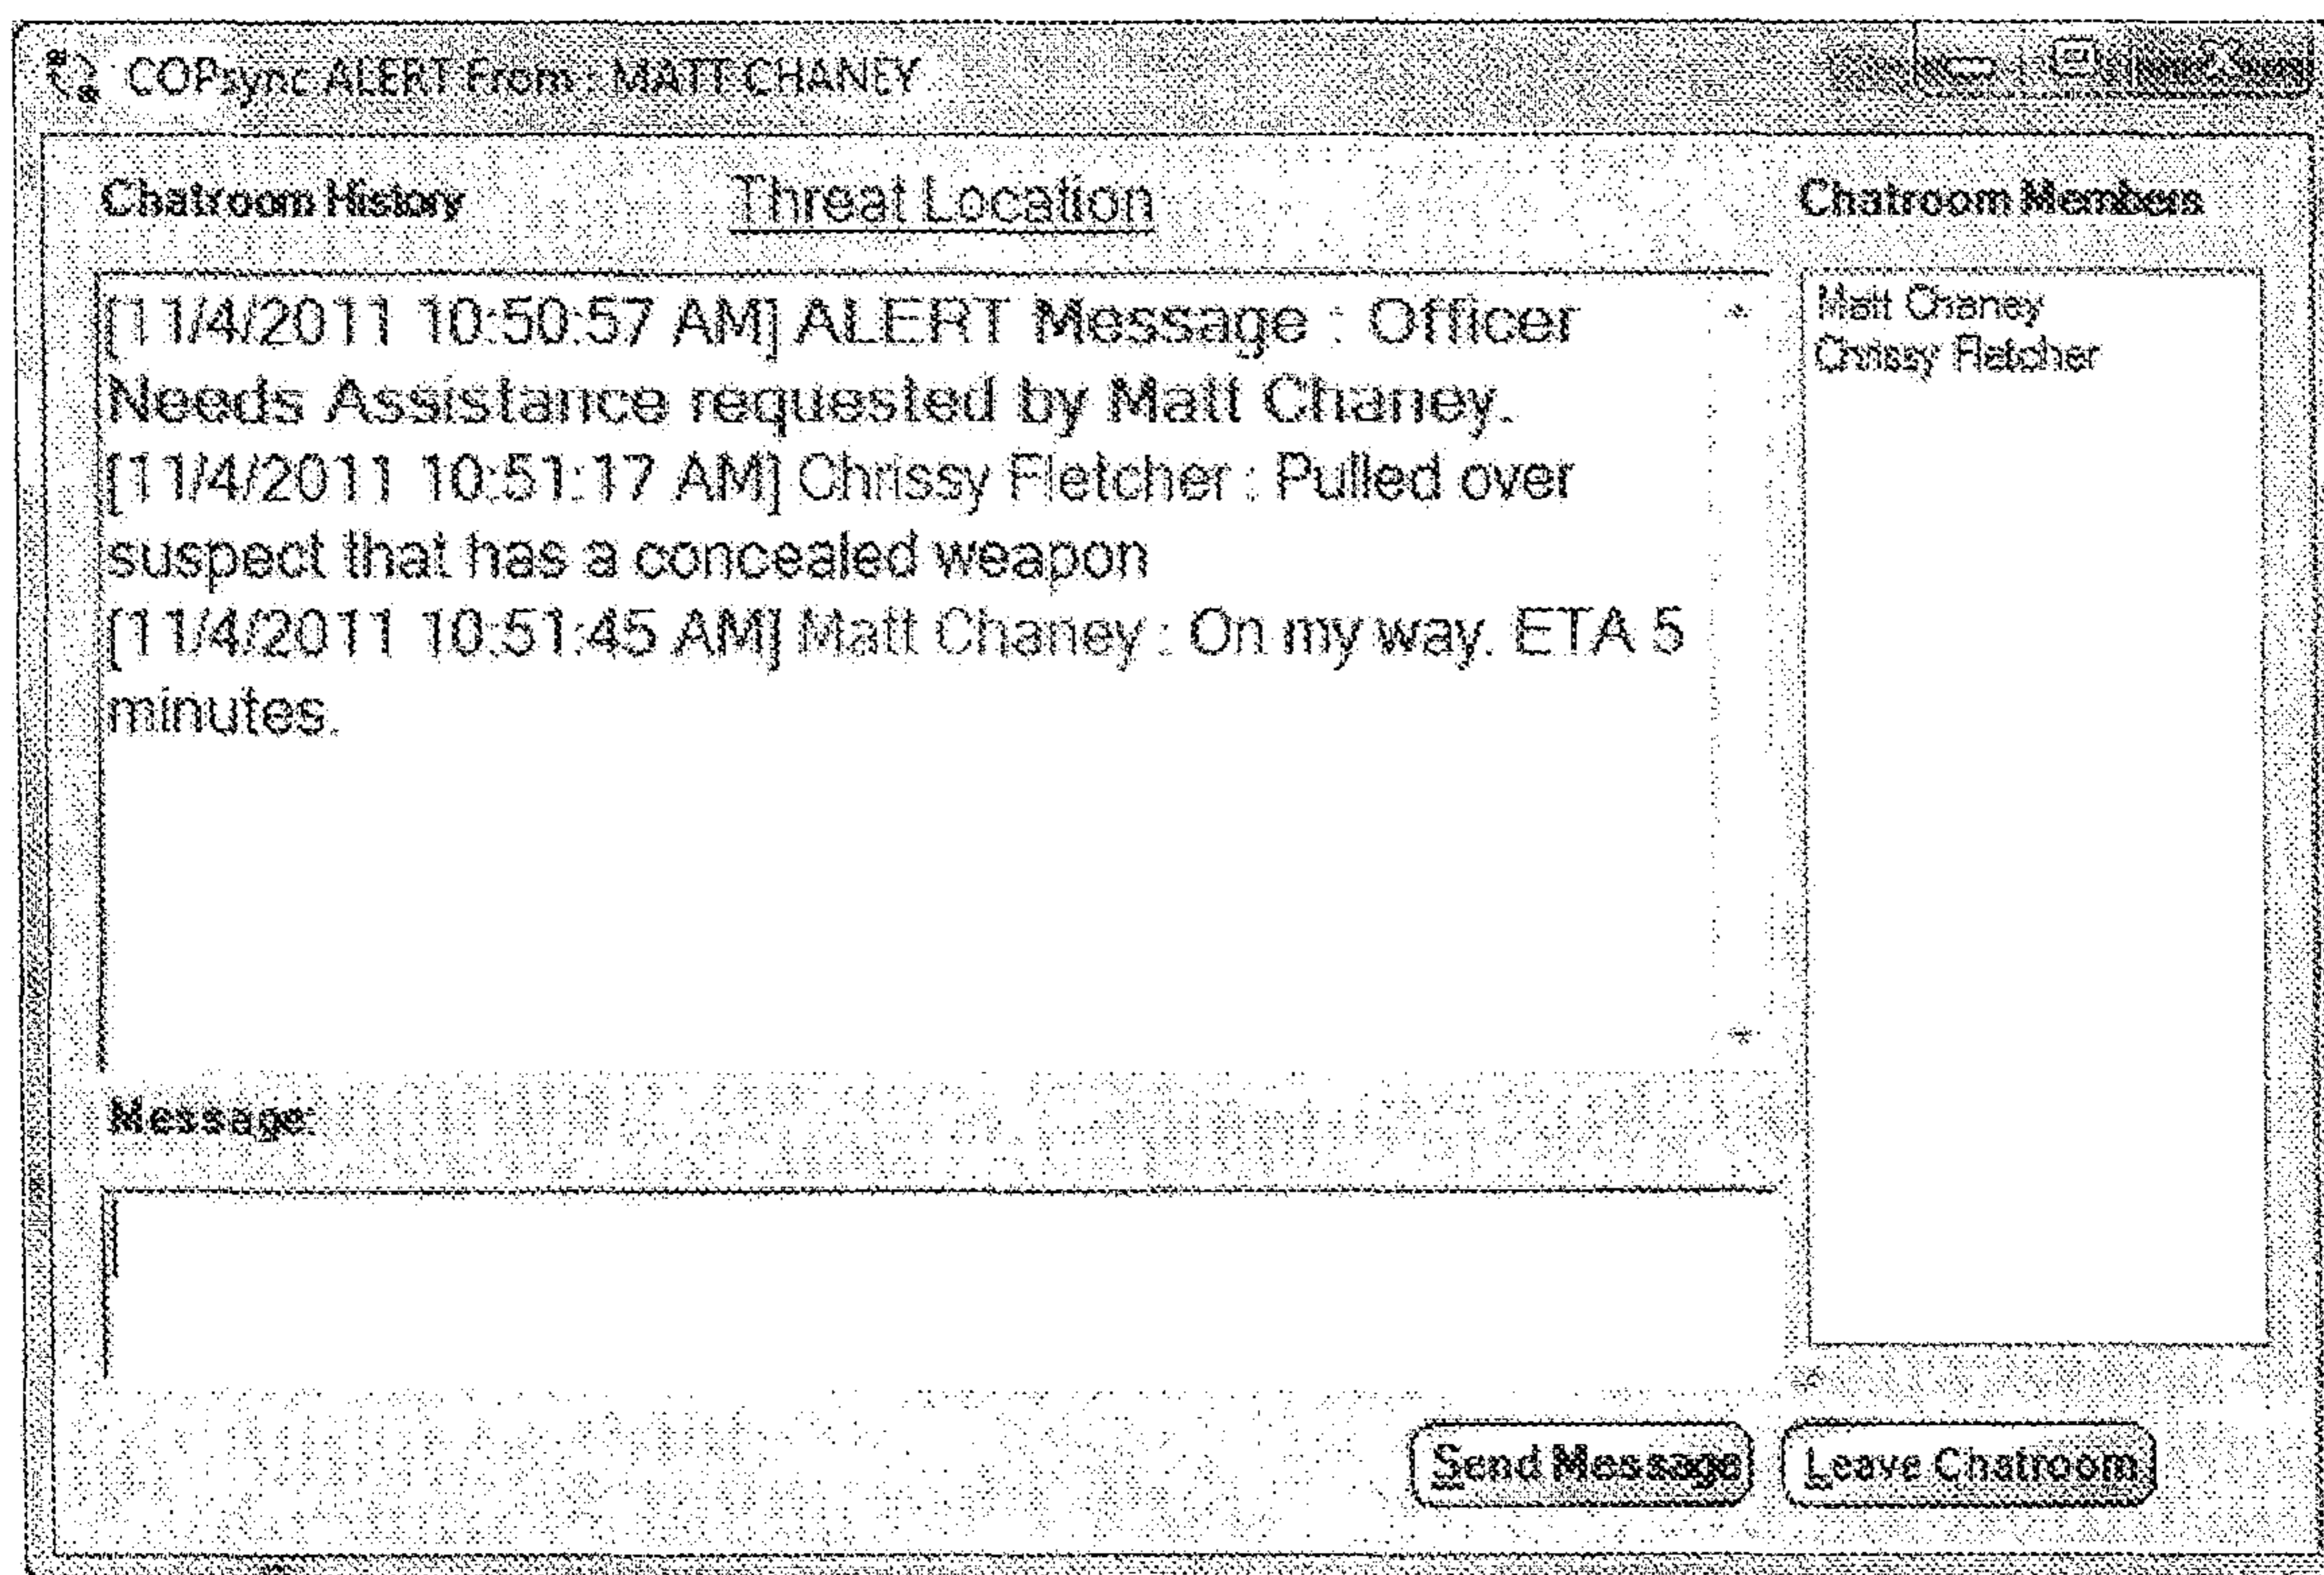 COPsync ALERT From : MATT CHANEY
Chatroom History
Threat Location
Chatroom Members
[11/4/2011 10:50:57 AM] ALERT Message : Officer
Needs Assistance requested by Matt Chaney.
[11/4/2011 10:51:17 AM] Chrissy Fletcher : Pulled over
suspect that has a concealed weapon
[11/4/2011 10:51:45 AM] Matt Chaney : On my way. ETA 5
minutes.
Matt Chaney
Chrissy Fletcher
Message:
Send Message
Leave Chatroom